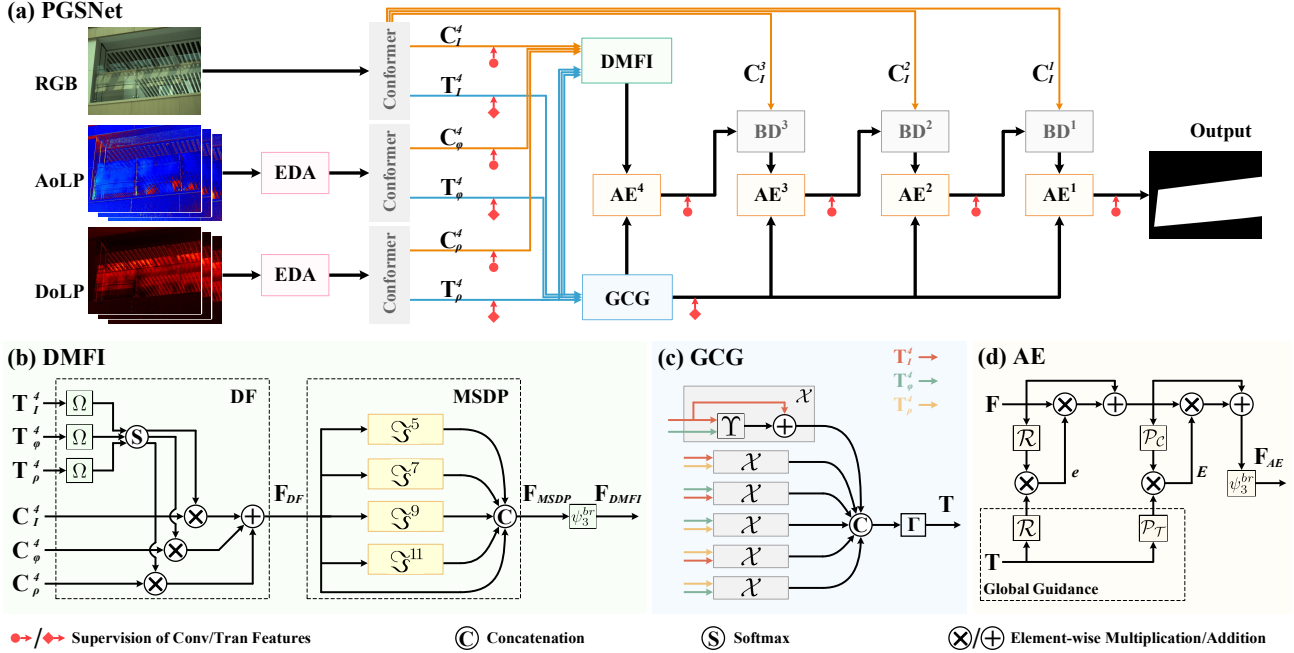 (a) PGSNet
RGB
AoLP
DoLP
EDA
EDA
Conformer
Conformer
Conformer
C_I^4
T_I^4
C_φ^4
T_φ^4
C_ρ^4
T_ρ^4
DMFI
GCG
C_I^3
C_I^2
C_I^1
BD^3
BD^2
BD^1
AE^4
AE^3
AE^2
AE^1
Output
(b) DMFI
DF
MSDP
T_I^4
T_φ^4
T_ρ^4
C_I^4
C_φ^4
C_ρ^4
Ω
Ω
Ω
S
F_DF
ℑ^5
ℑ^7
ℑ^9
ℑ^11
C
F_MSDP
ψ_3^br
F_DMFI
(c) GCG
T_I^4
T_φ^4
T_ρ^4
X
ϒ
X
X
X
X
X
C
Γ
T
(d) AE
F
R
P_C
e
E
F_AE
ψ_3^br
R
P_T
T
Global Guidance
/ Supervision of Conv/Tran Features
C Concatenation
S Softmax
⊗/⊕ Element-wise Multiplication/Addition